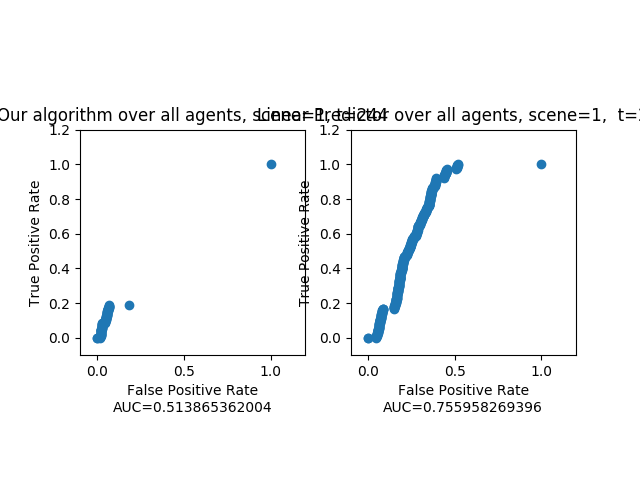 Our algorithm over all agents, scene=1, t=244
Linear Predictor over all agents, scene=1, t=
True Positive Rate
1.2
1.0
0.8
0.6
0.4
0.2
0.0
0.0
0.5
1.0
False Positive Rate
AUC=0.513865362004
True Positive Rate
1.2
1.0
0.8
0.6
0.4
0.2
0.0
0.0
0.5
1.0
False Positive Rate
AUC=0.755958269396